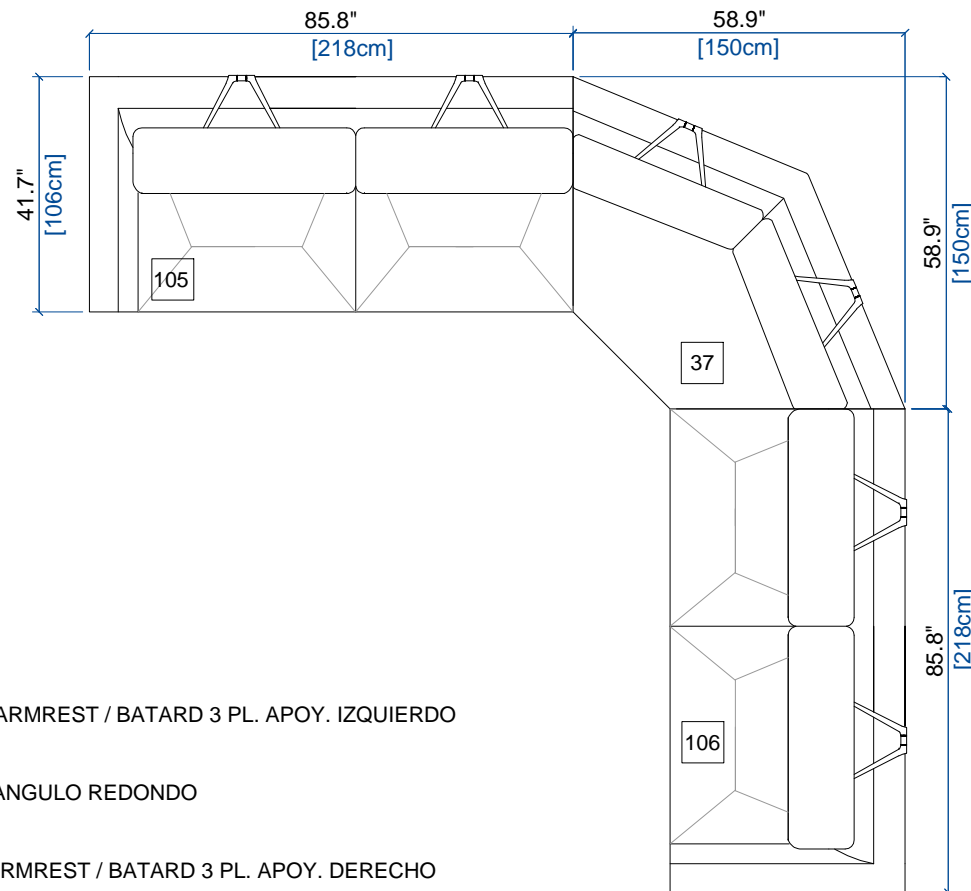 85.8"
[218cm]
58.9"
[150cm]
41.7"
[106cm]
58.9"
[150cm]
105
37
85.8"
[218cm]
106
ARMREST / BATARD 3 PL. APOY. IZQUIERDO
ANGULO REDONDO
RMREST / BATARD 3 PL. APOY. DERECHO